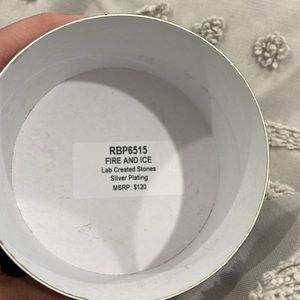 RBP6515
FIRE AND ICE
Lab Created Stones
Silver Plating
MSRP: $120